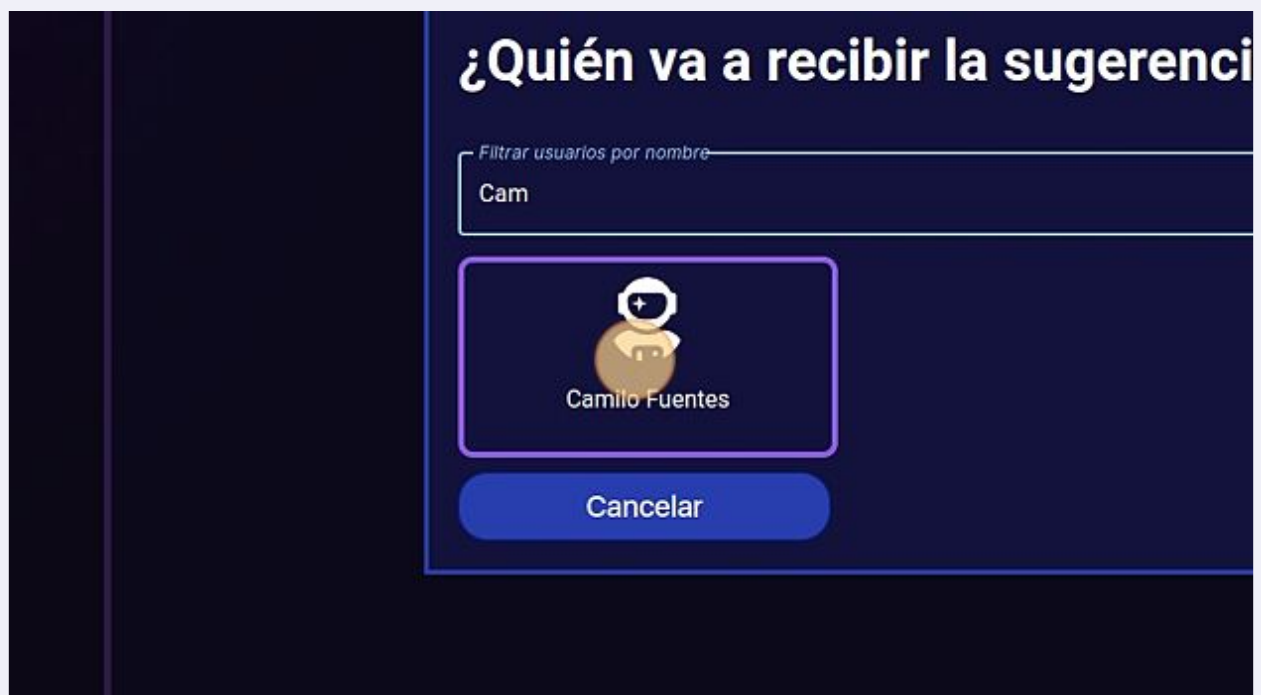 ¿Quién va a recibir la sugerenci
Filtrar usuarios por nombre
Cam
Camilo Fuentes
Cancelar